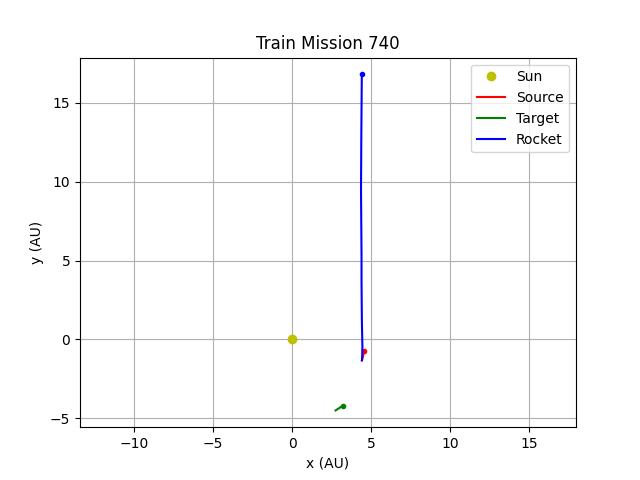 Train Mission 740
Sun
Source
Target
Rocket
15
10
5
0
−5
y (AU)
−10
−5
0
5
10
15
x (AU)